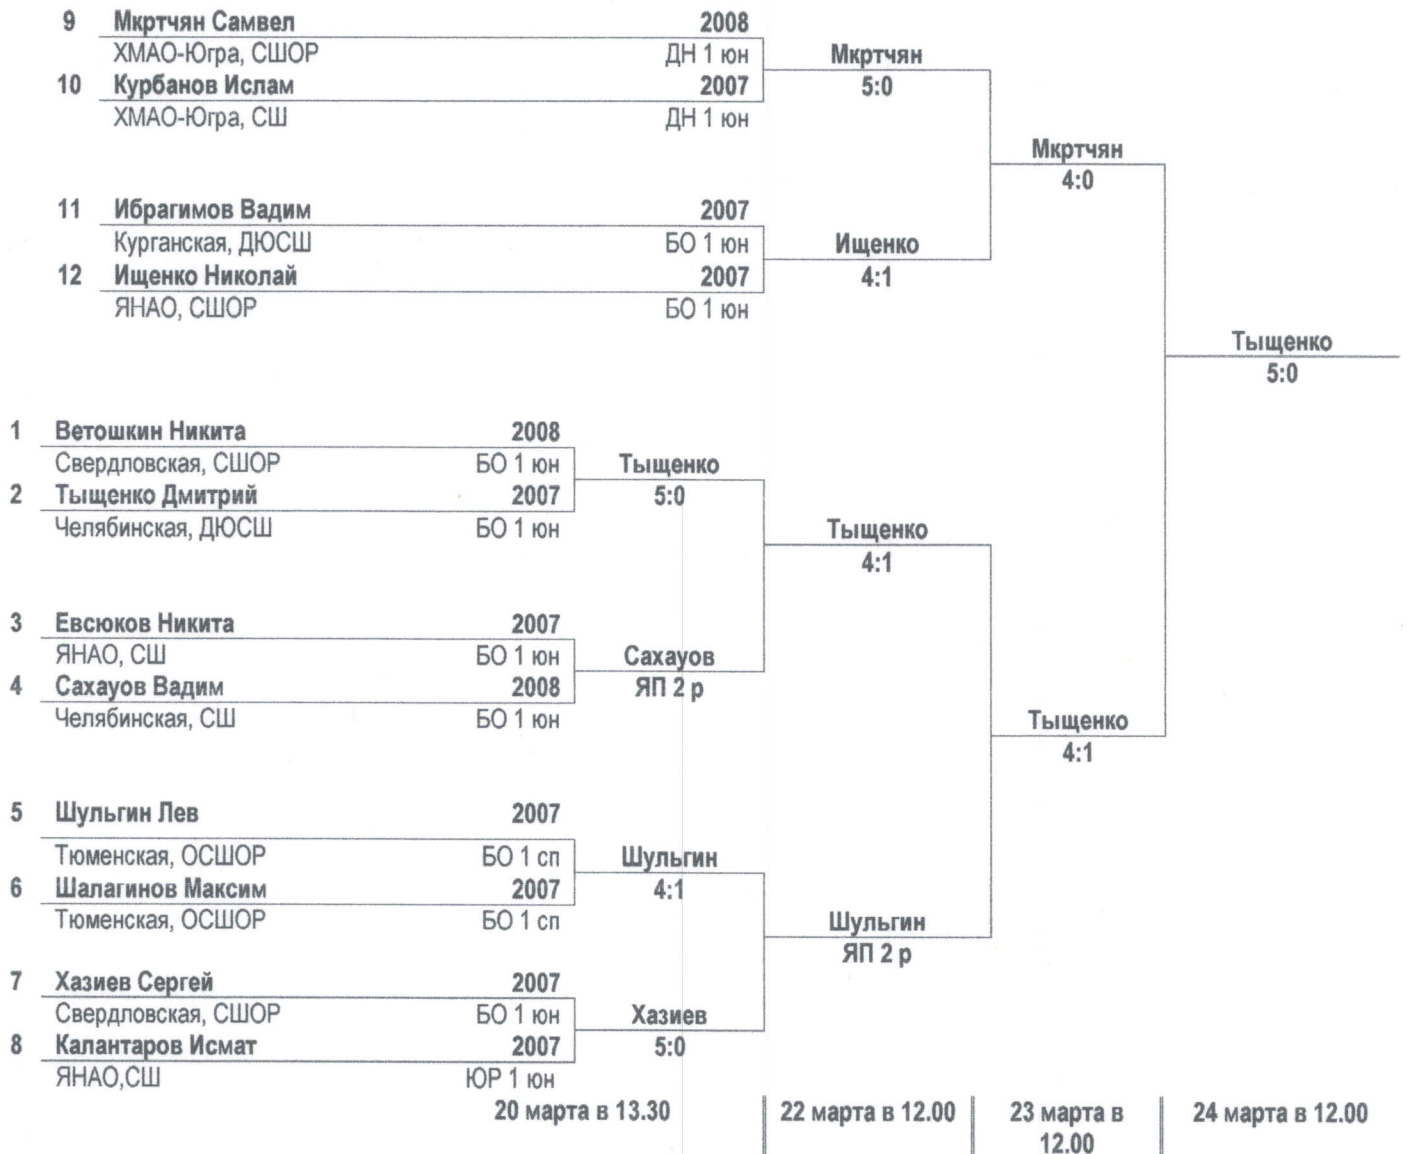 9 Мкртчян Самвел 2008
ХМАО-Югра, СШОР ДН 1 юн Мкртчян
10 Курбанов Ислам 2007 5:0
ХМАО-Югра, СШ ДН 1 юн
Мкртчян
4:0
11 Ибрагимов Вадим 2007
Курганская, ДЮСШ БО 1 юн Ищенко
12 Ищенко Николай 2007 4:1
ЯНАО, СШОР БО 1 юн
Тыщенко
5:0
1 Ветошкин Никита 2008
Свердловская, СШОР БО 1 юн Тыщенко
2 Тыщенко Дмитрий 2007 5:0
Челябинская, ДЮСШ БО 1 юн Тыщенко
4:1
3 Евсюков Никита 2007
ЯНАО, СШ БО 1 юн Сахауов
4 Сахауов Вадим 2008 ЯП 2 р
Челябинская, СШ БО 1 юн Тыщенко
4:1
5 Шульгин Лев 2007
Тюменская, ОСШОР БО 1 сп Шульгин
6 Шалагинов Максим 2007 4:1
Тюменская, ОСШОР БО 1 сп Шульгин
ЯП 2 р
7 Хазиев Сергей 2007
Свердловская, СШОР БО 1 юн Хазиев
8 Калантаров Исмат 2007 5:0
ЯНАО,СШ ЮР 1 юн
20 марта в 13.30 22 марта в 12.00 23 марта в 24 марта в 12.00
12.00